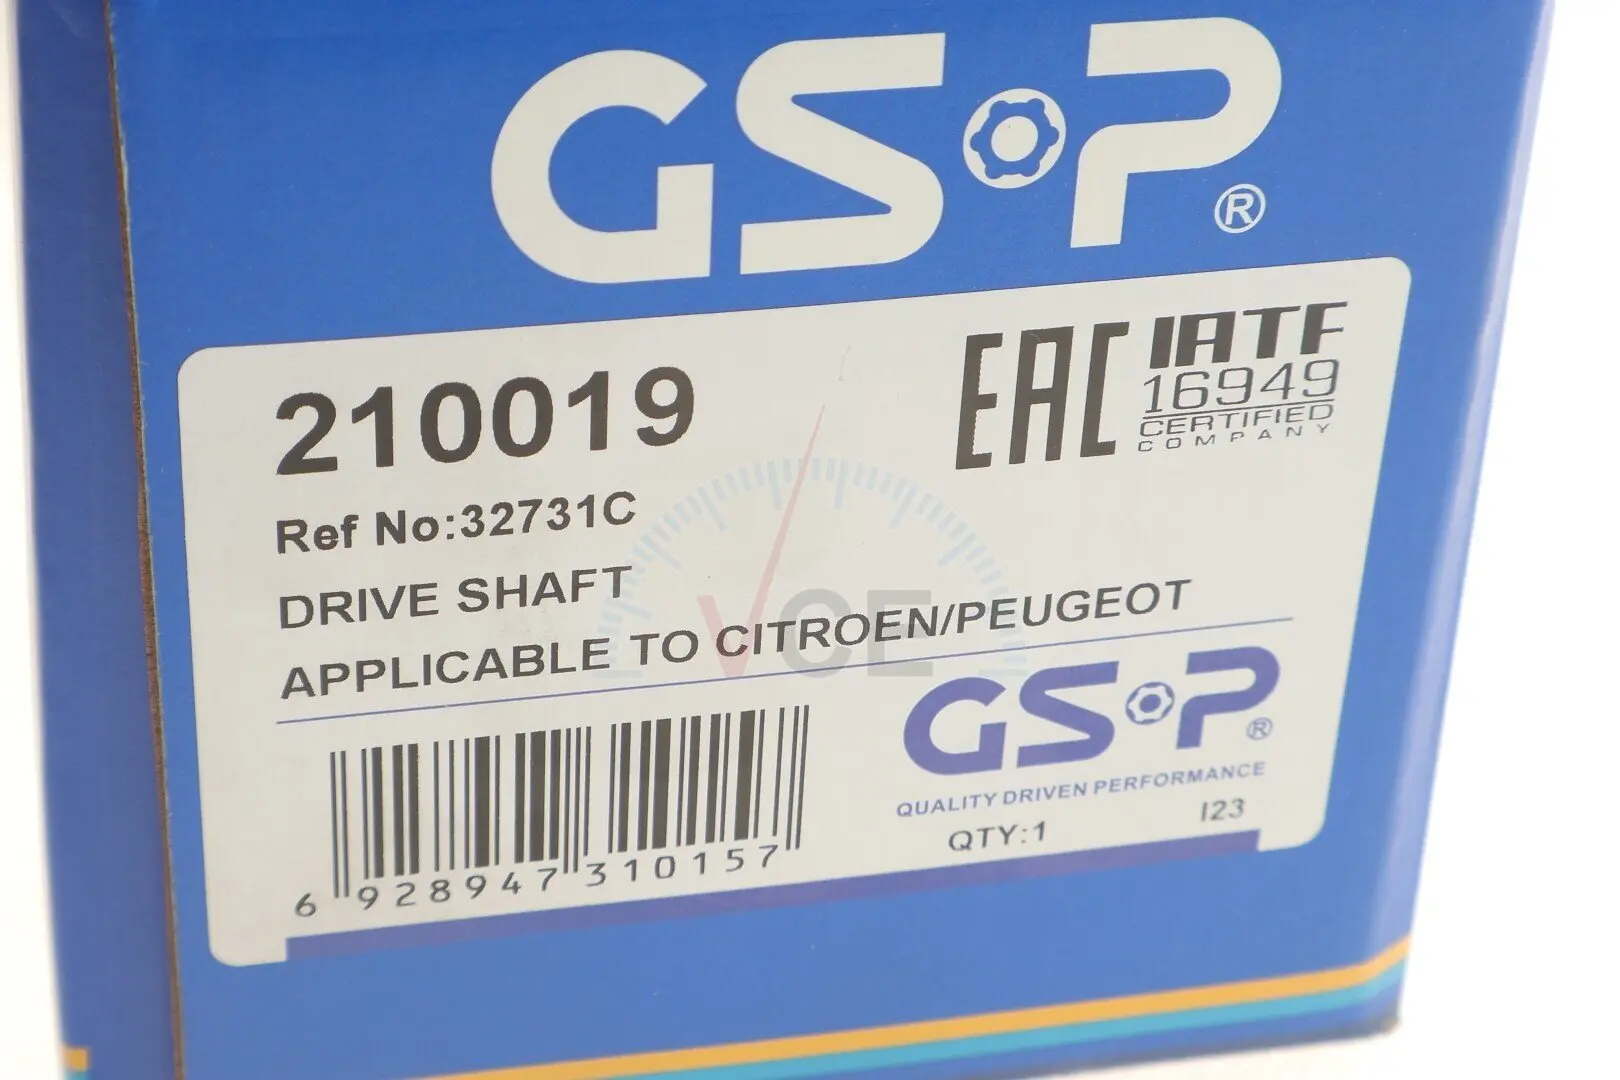 GSP®
210019
EAC
IATF
16949
CERTIFIED
COMPANY
Ref No:32731C
DRIVE SHAFT
APPLICABLE TO CITROEN/PEUGEOT
VCE
GSP®
QUALITY DRIVEN PERFORMANCE
QTY:1 I23
6 928947 310157